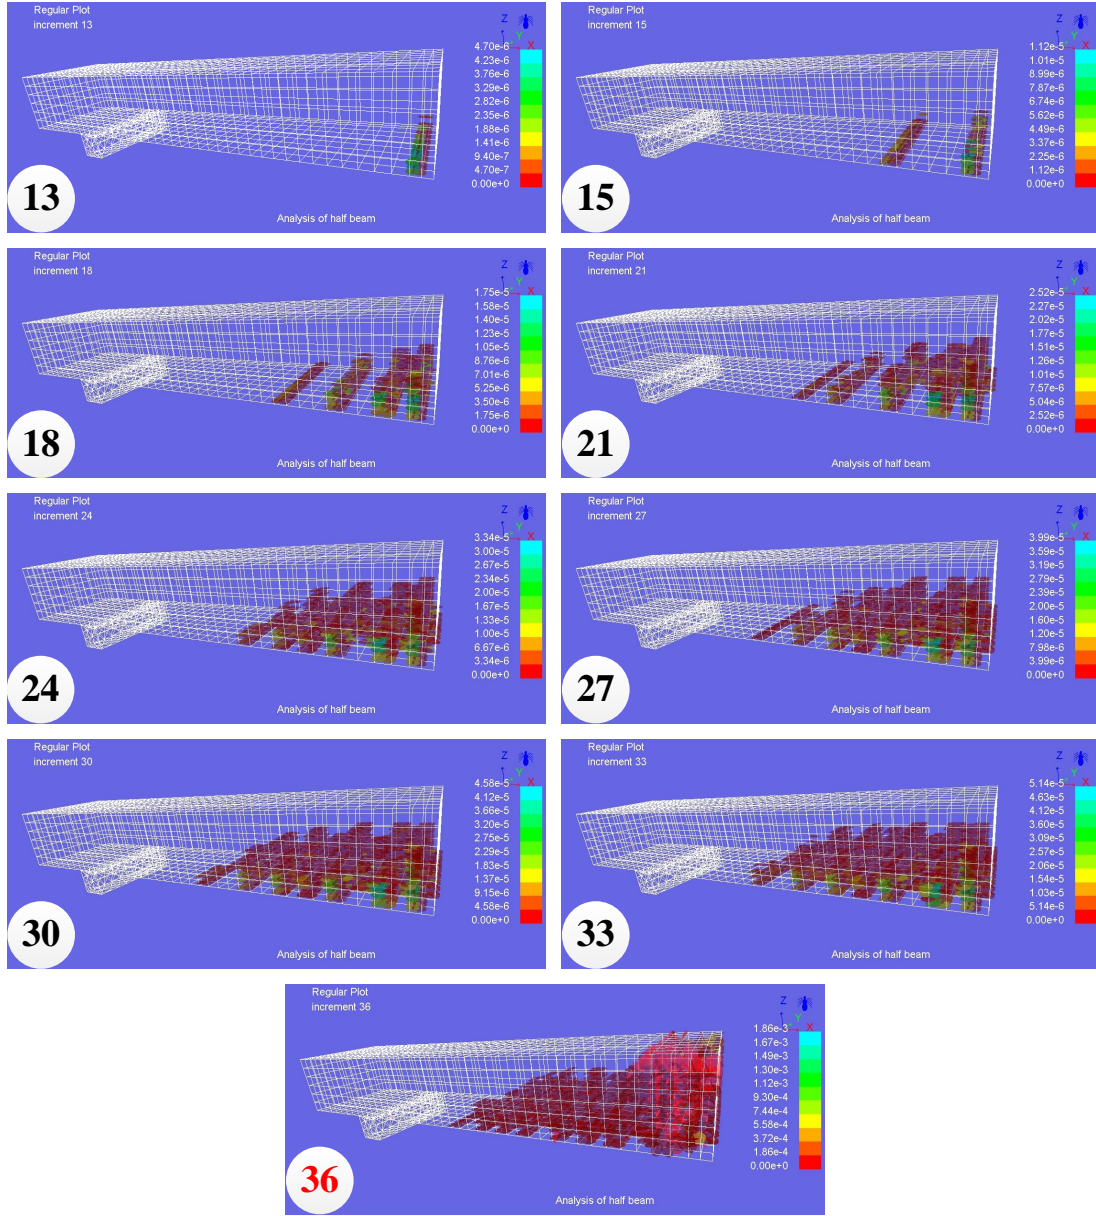 Regular Plot
increment 13
Z
Y
X
4.70e-6
4.23e-6
3.76e-6
3.29e-6
2.82e-6
2.35e-6
1.88e-6
1.41e-6
9.40e-7
4.70e-7
0.00e+0
13
Analysis of half beam
Regular Plot
increment 15
Z
Y
X
1.12e-5
1.01e-5
8.99e-6
7.87e-6
6.74e-6
5.62e-6
4.49e-6
3.37e-6
2.25e-6
1.12e-6
0.00e+0
15
Analysis of half beam
Regular Plot
increment 18
Z
Y
X
1.75e-5
1.58e-5
1.40e-5
1.23e-5
1.05e-5
8.76e-6
7.01e-6
5.25e-6
3.50e-6
1.75e-6
0.00e+0
18
Analysis of half beam
Regular Plot
increment 21
Z
Y
X
2.52e-5
2.27e-5
2.02e-5
1.77e-5
1.51e-5
1.26e-5
1.01e-5
7.57e-6
5.04e-6
2.52e-6
0.00e+0
21
Analysis of half beam
Regular Plot
increment 24
Z
Y
X
3.34e-5
3.00e-5
2.67e-5
2.34e-5
2.00e-5
1.67e-5
1.33e-5
1.00e-5
6.67e-6
3.34e-6
0.00e+0
24
Analysis of half beam
Regular Plot
increment 27
Z
Y
X
3.99e-5
3.59e-5
3.19e-5
2.79e-5
2.39e-5
2.00e-5
1.60e-5
1.20e-5
7.98e-6
3.99e-6
0.00e+0
27
Analysis of half beam
Regular Plot
increment 30
Z
Y
X
4.58e-5
4.12e-5
3.66e-5
3.20e-5
2.75e-5
2.29e-5
1.83e-5
1.37e-5
9.15e-6
4.58e-6
0.00e+0
30
Analysis of half beam
Regular Plot
increment 33
Z
Y
X
5.14e-5
4.63e-5
4.12e-5
3.60e-5
3.09e-5
2.57e-5
2.06e-5
1.54e-5
1.03e-5
5.14e-6
0.00e+0
33
Analysis of half beam
Regular Plot
increment 36
Z
Y
X
1.86e-3
1.67e-3
1.49e-3
1.30e-3
1.12e-3
9.30e-4
7.44e-4
5.58e-4
3.72e-4
1.86e-4
0.00e+0
36
Analysis of half beam